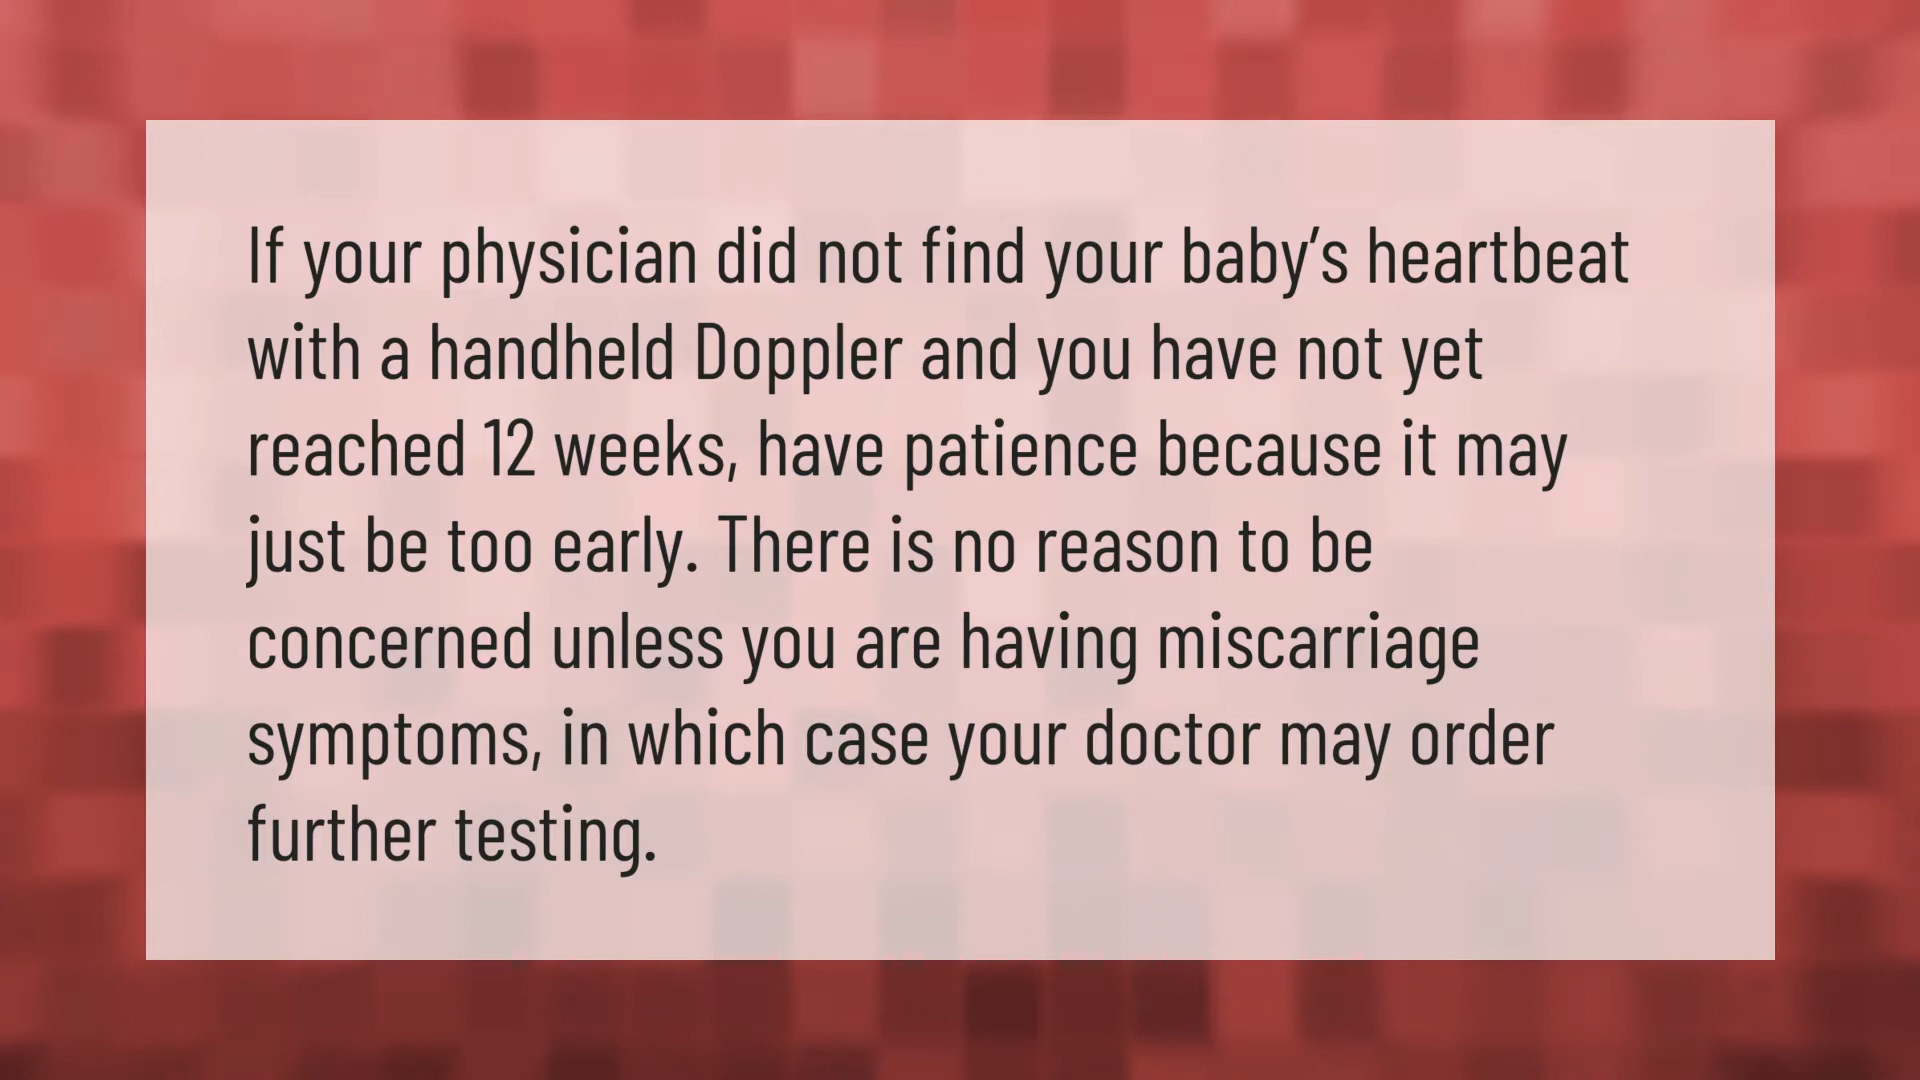 If your physician did not find your baby’s heartbeat
with a handheld Doppler and you have not yet
reached 12 weeks, have patience because it may
just be too early. There is no reason to be
concerned unless you are having miscarriage
symptoms, in which case your doctor may order
further testing.